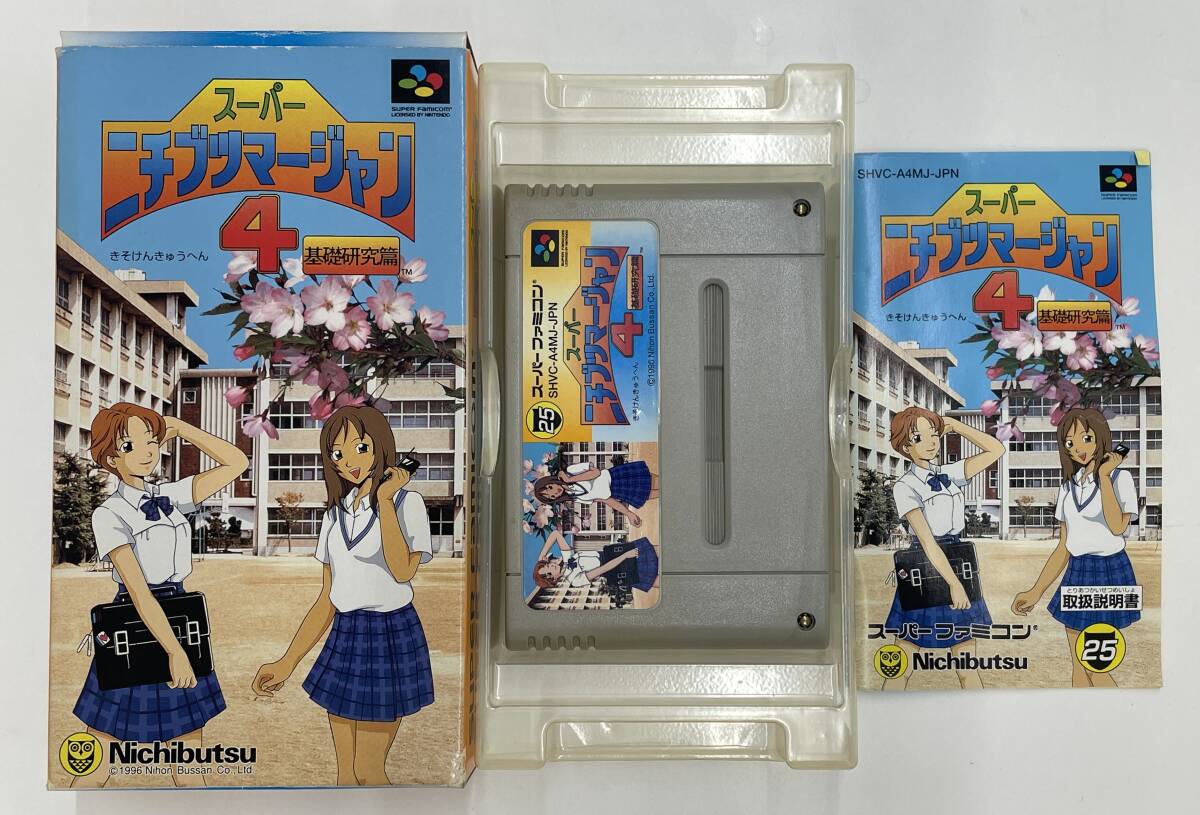 スーパー
ニチブツマージャン
4
きそけんきゅうへん
基礎研究篇
TM
SUPER FAMICOM
LICENSED BY NINTENDO
Nichibutsu
©1996 Nihon Bussan Co., Ltd.
SUPER FAMICOM
LICENSED BY NINTENDO
スーパー
ニチブツマージャン
4
きそけんきゅうへん
基礎研究篇
TM
©1996 Nihon Bussan Co., Ltd.
25
スーパーファミコン®
SHVC-A4MJ-JPN
SHVC-A4MJ-JPN
SUPER FAMICOM
LICENSED BY NINTENDO
スーパー
ニチブツマージャン
4
きそけんきゅうへん
基礎研究篇
TM
とりあつかいせつめいしょ
取扱説明書
スーパーファミコン®
Nichibutsu
25